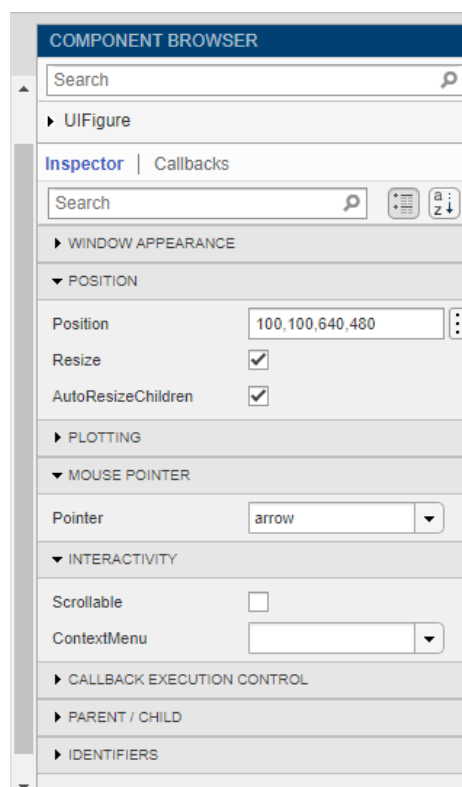 COMPONENT BROWSER
Search
UIFigure
Inspector | Callbacks
Search
a z
WINDOW APPEARANCE
POSITION
Position 100,100,640,480
Resize
AutoResizeChildren
PLOTTING
MOUSE POINTER
Pointer arrow
INTERACTIVITY
Scrollable
ContextMenu
CALLBACK EXECUTION CONTROL
PARENT / CHILD
IDENTIFIERS